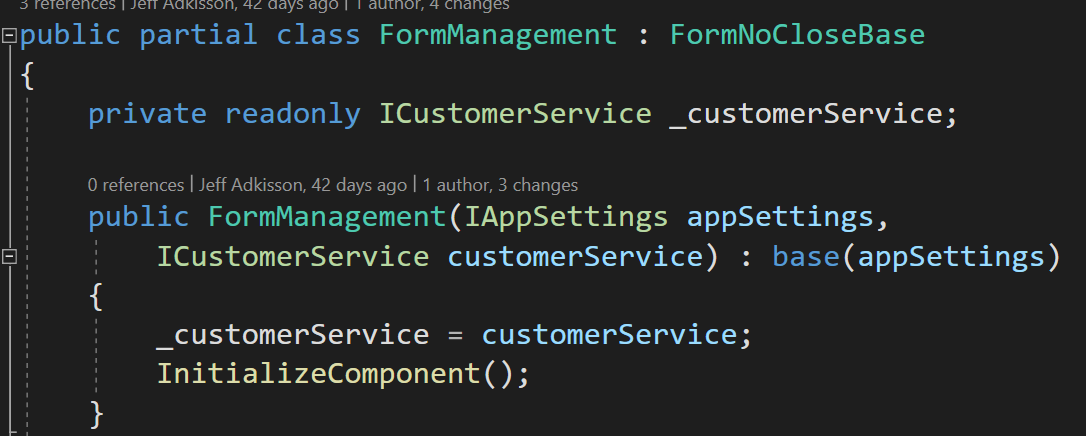 3 references | Jeff Adkisson, 42 days ago | 1 author, 4 changes
public partial class FormManagement : FormNoCloseBase
{
private readonly ICustomerService _customerService;
0 references | Jeff Adkisson, 42 days ago | 1 author, 3 changes
public FormManagement(IAppSettings appSettings,
ICustomerService customerService) : base(appSettings)
{
_customerService = customerService;
InitializeComponent();
}